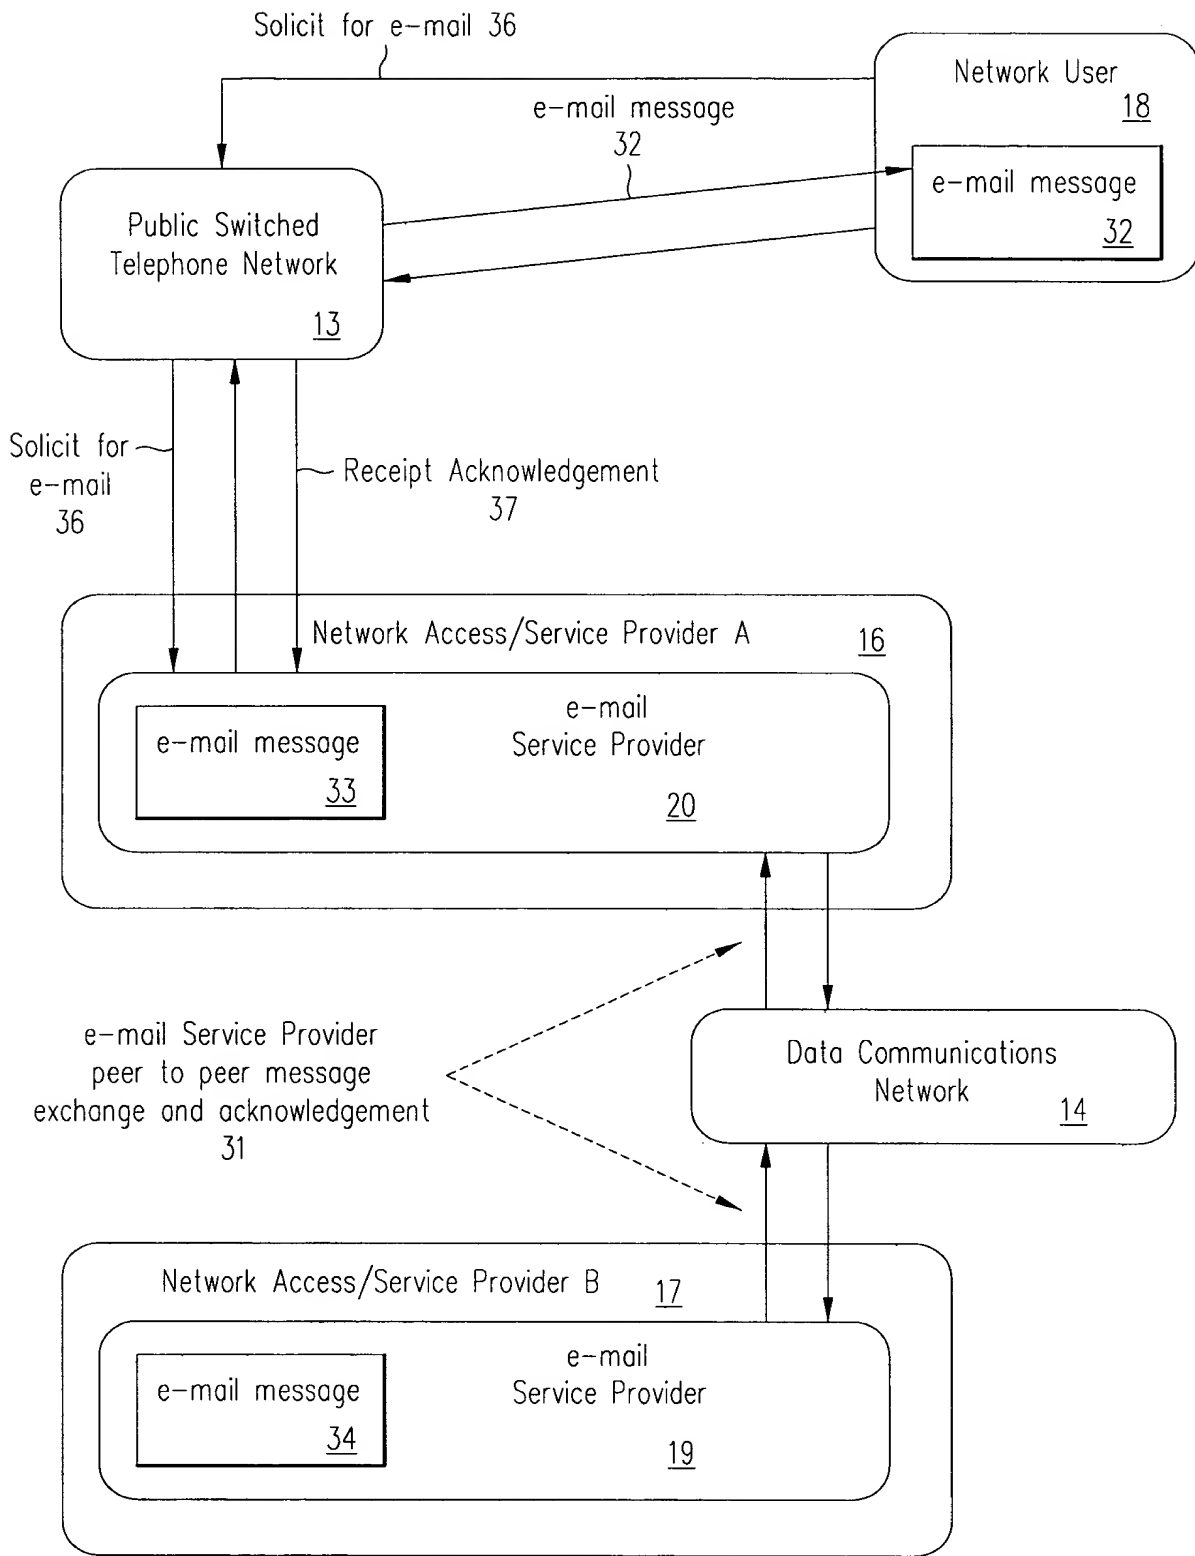 Solicit for e-mail 36
Network User
18
e-mail message
32
e-mail message
32
Public Switched
Telephone Network
13
Solicit for
e-mail
36
Receipt Acknowledgement
37
Network Access/Service Provider A
16
e-mail
Service Provider
20
e-mail message
33
e-mail Service Provider
peer to peer message
exchange and acknowledgement
31
Data Communications
Network
14
Network Access/Service Provider B
17
e-mail
Service Provider
19
e-mail message
34